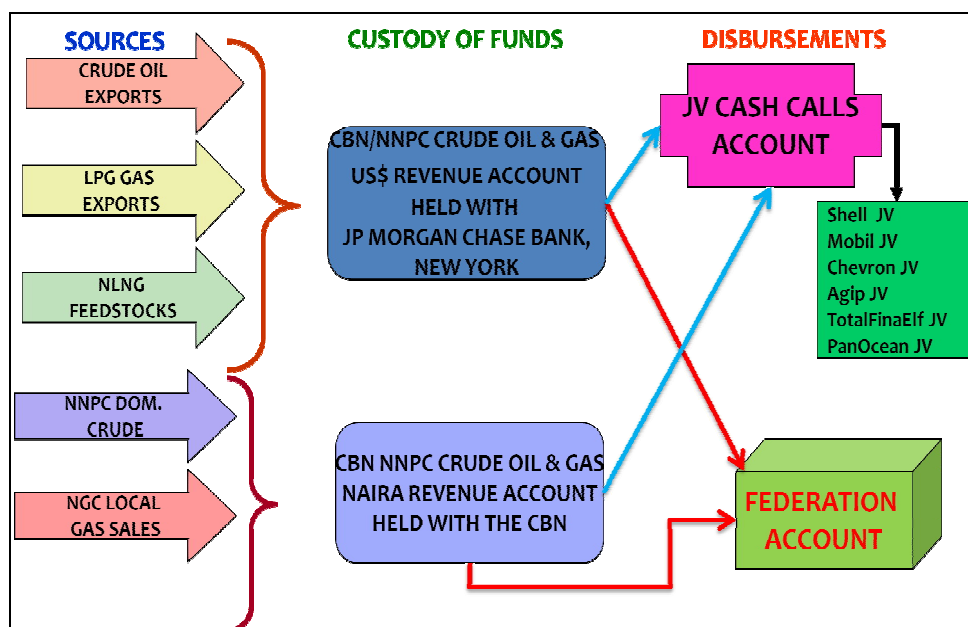 SOURCES
CRUDE OIL
EXPORTS
LPG GAS
EXPORTS
NLNG
FEEDSTOCKS
NNPC DOM.
CRUDE
NGC LOCAL
GAS SALES
CUSTODY OF FUNDS
CBN/NNPC CRUDE OIL & GAS
US$ REVENUE ACCOUNT
HELD WITH
JP MORGAN CHASE BANK,
NEW YORK
CBN NNPC CRUDE OIL & GAS
NAIRA REVENUE ACCOUNT
HELD WITH THE CBN
DISBURSEMENTS
JV CASH CALLS
ACCOUNT
Shell JV
Mobil JV
Chevron JV
Agip JV
TotalFinaElf JV
PanOcean JV
FEDERATION
ACCOUNT